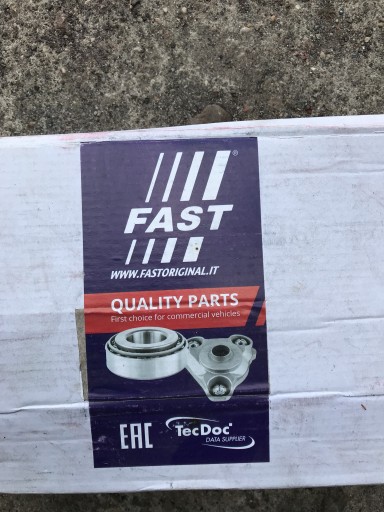 FAST®
WWW.FASTORIGINAL.IT
QUALITY PARTS
First choice for commercial vehicles
EAC
TecDoc®
DATA SUPPLIER